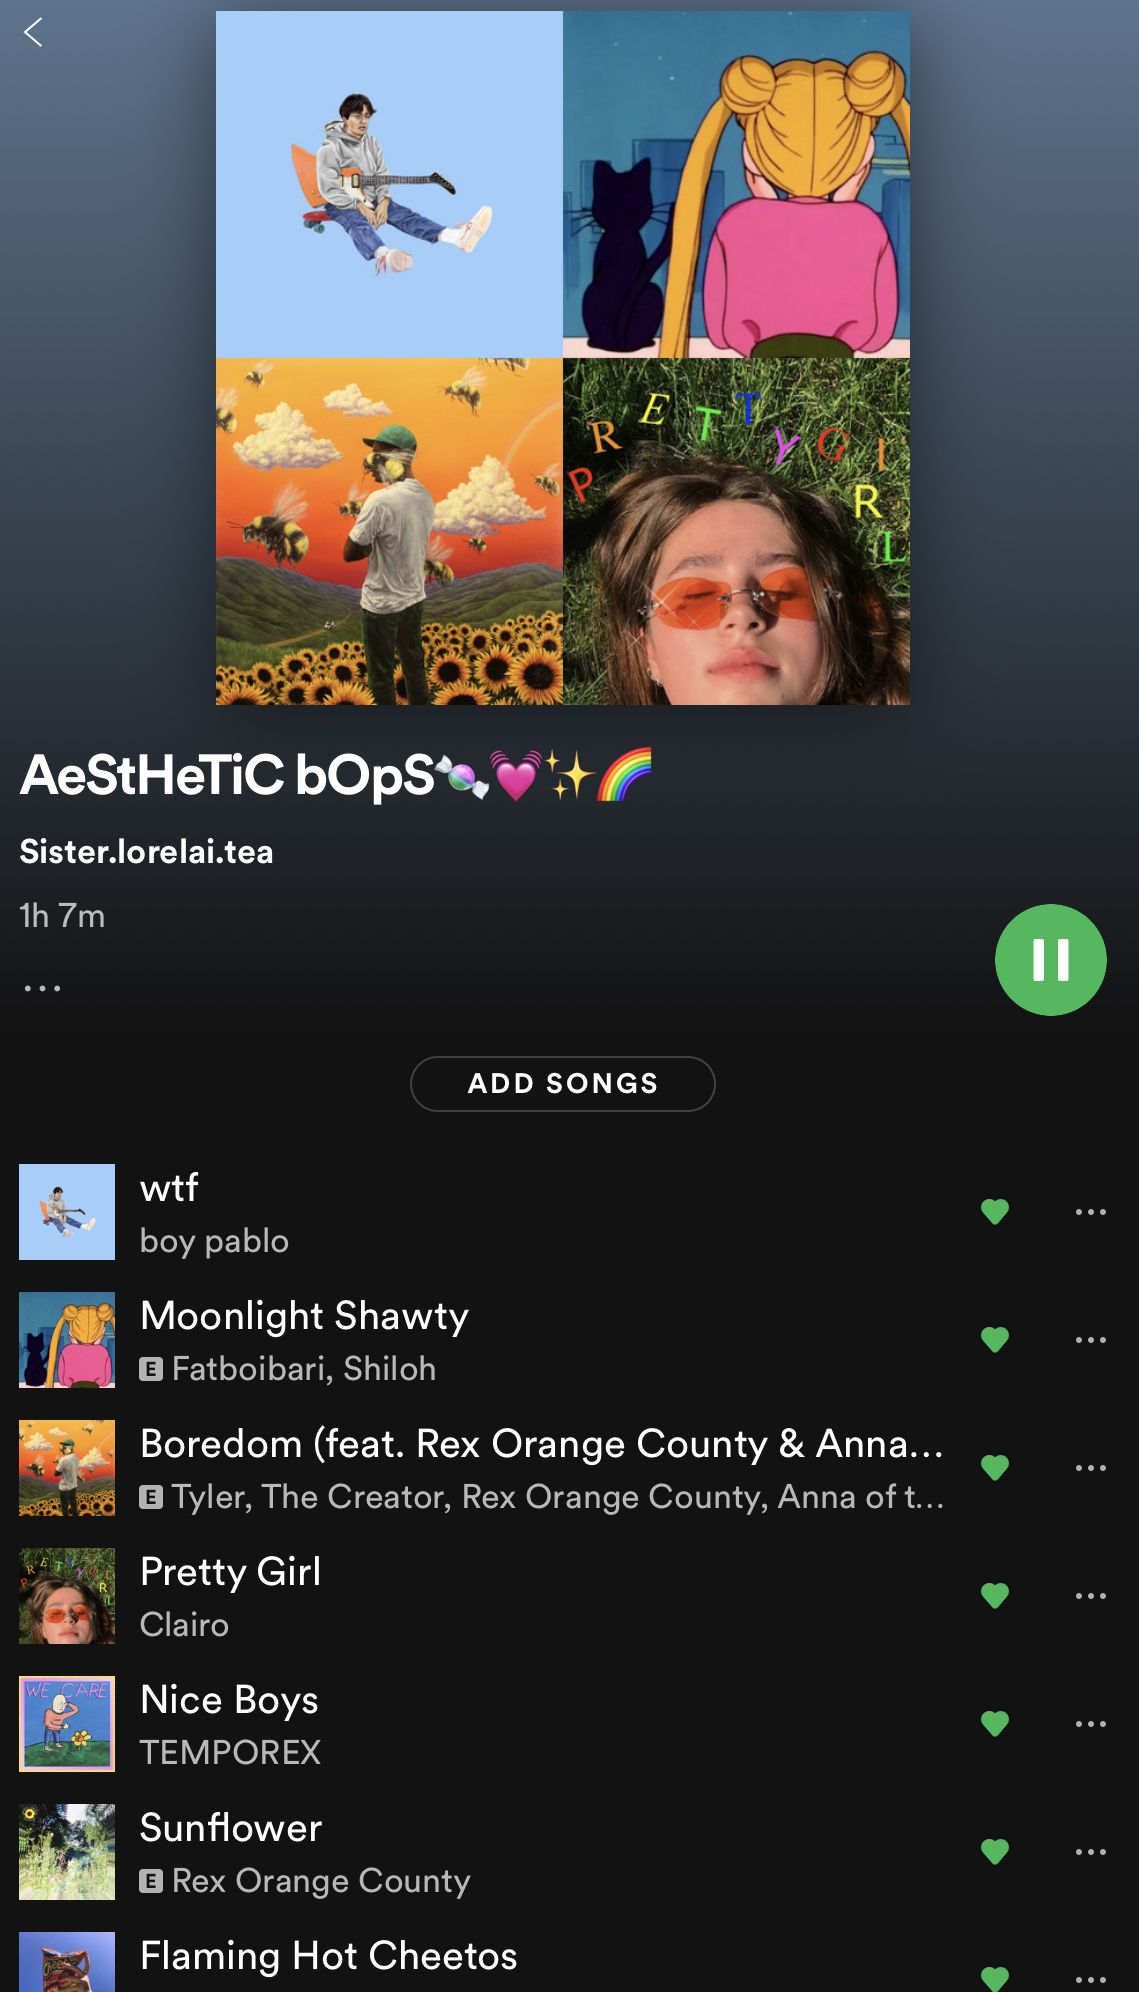 PRETTY GIRL
AeStHeTiC bOpS🍬💓✨🌈
Sister.lorelai.tea
1h 7m
ADD SONGS
wtf
boy pablo
Moonlight Shawty
E Fatboibari, Shiloh
Boredom (feat. Rex Orange County & Anna...
E Tyler, The Creator, Rex Orange County, Anna of t...
Pretty Girl
Clairo
WE CARE
Nice Boys
TEMPOREX
Sunflower
E Rex Orange County
Flaming Hot Cheetos